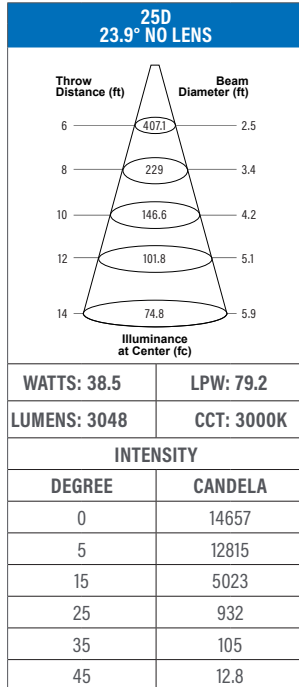 25D
23.9° NO LENS
Throw Distance (ft)
Beam Diameter (ft)
6 407.1 2.5
8 229 3.4
10 146.6 4.2
12 101.8 5.1
14 74.8 5.9
Illuminance
at Center (fc)
WATTS: 38.5 LPW: 79.2
LUMENS: 3048 CCT: 3000K
INTENSITY
DEGREE CANDELA
0 14657
5 12815
15 5023
25 932
35 105
45 12.8